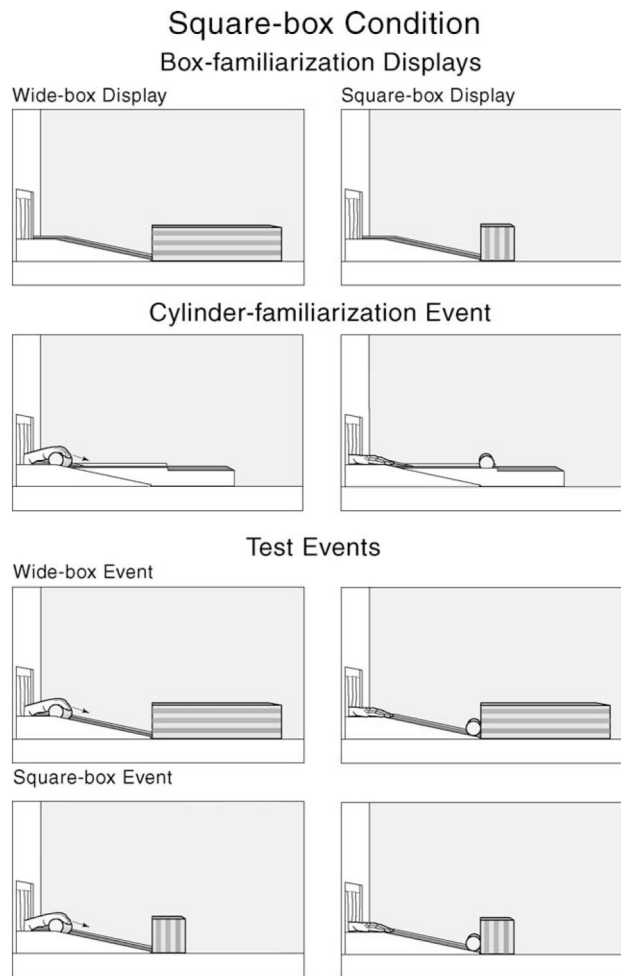 Square-box Condition
Box-familiarization Displays
Wide-box Display
Square-box Display
Cylinder-familiarization Event
Test Events
Wide-box Event
Square-box Event